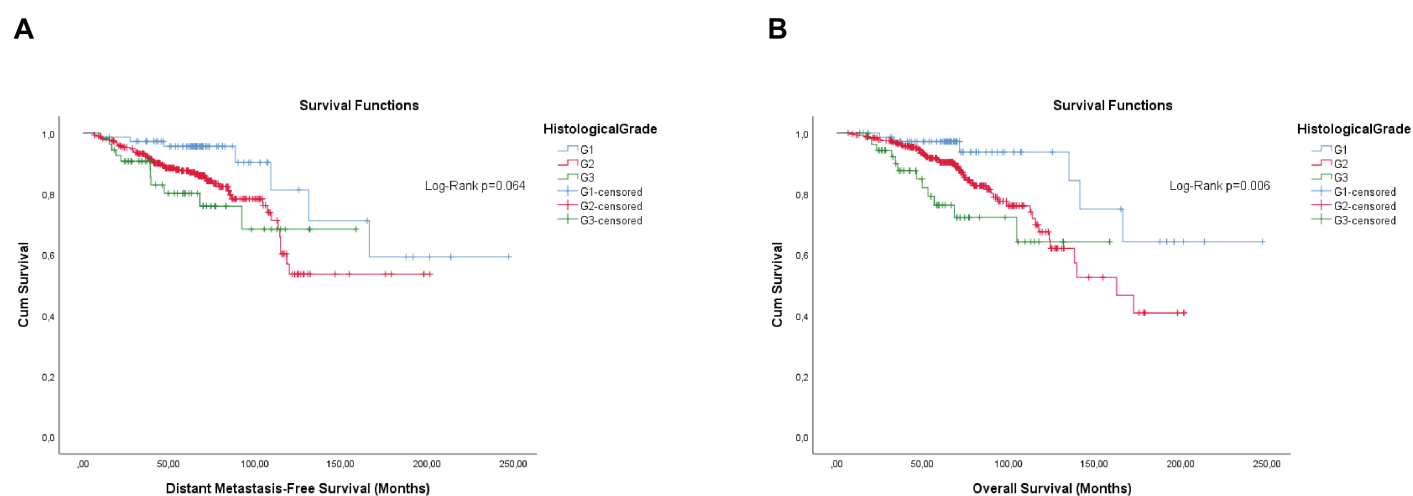 A
Survival Functions
Cum Survival
1,0
0,8
0,6
0,4
0,2
0,0
,00 50,00 100,00 150,00 200,00 250,00
Distant Metastasis-Free Survival (Months)
Log-Rank p=0.064
HistologicalGrade
G1
G2
G3
G1-censored
G2-censored
G3-censored
B
Survival Functions
Cum Survival
1,0
0,8
0,6
0,4
0,2
0,0
,00 50,00 100,00 150,00 200,00 250,00
Overall Survival (Months)
Log-Rank p=0.006
HistologicalGrade
G1
G2
G3
G1-censored
G2-censored
G3-censored